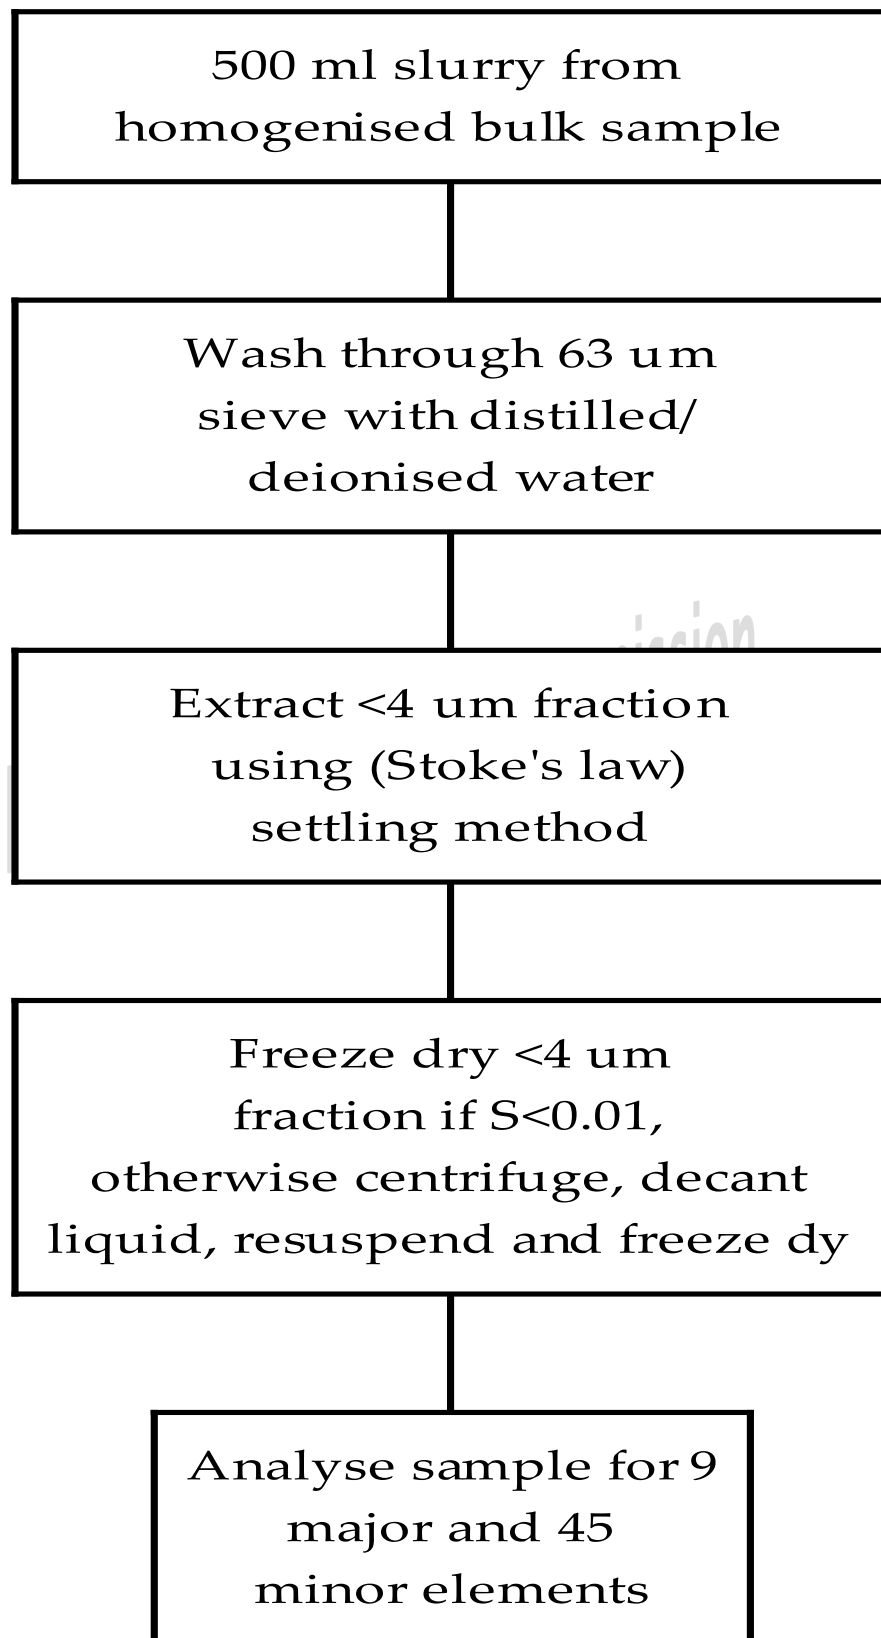 500 ml slurry from
homogenised bulk sample
Wash through 63 um
sieve with distilled/
deionised water
Extract <4 um fraction
using (Stoke's law)
settling method
Freeze dry <4 um
fraction if S<0.01,
otherwise centrifuge, decant
liquid, resuspend and freeze dy
Analyse sample for 9
major and 45
minor elements